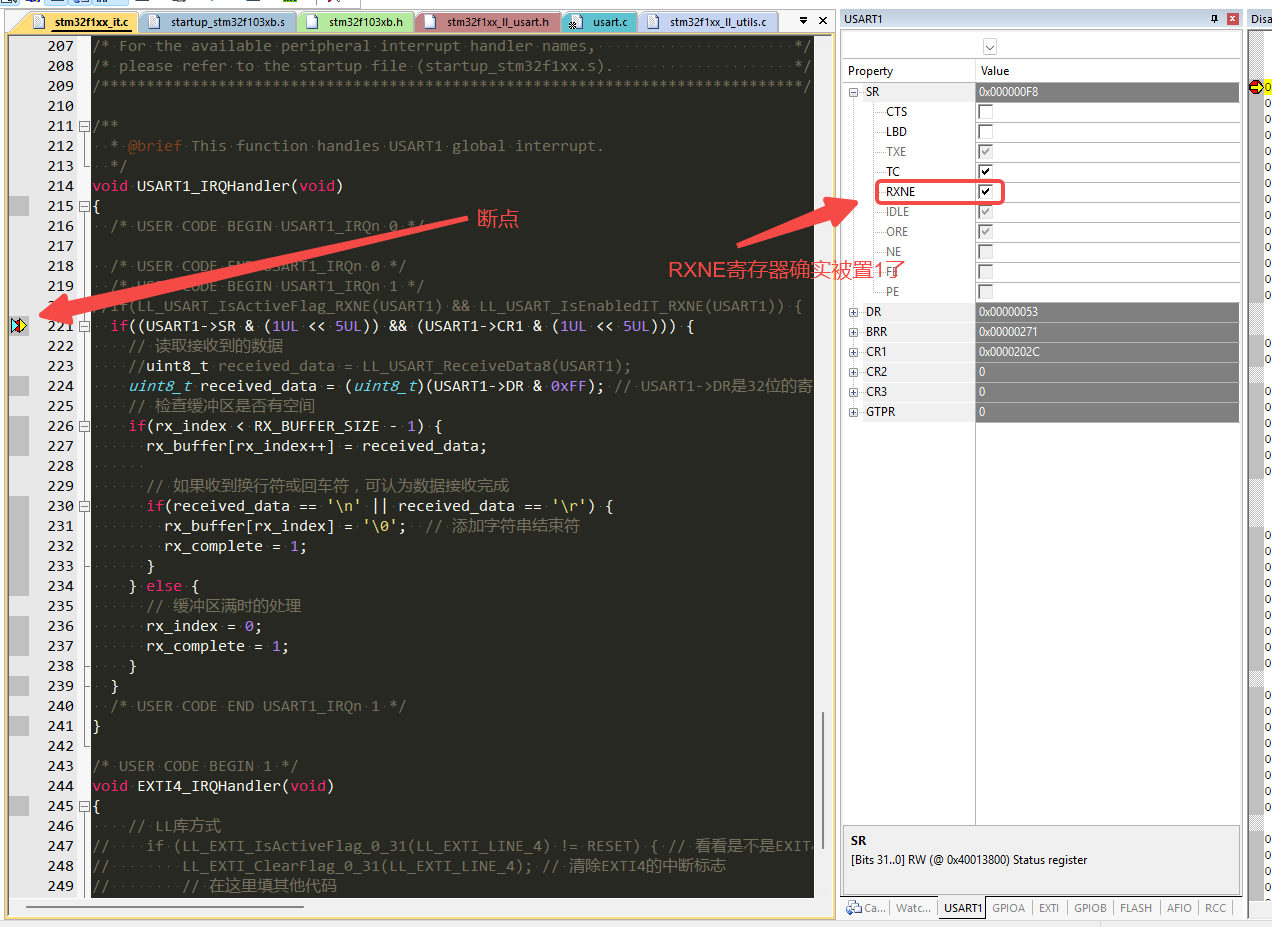 stm32f1xx_it.c startup_stm32f103xb.s stm32f103xb.h stm32f1xx_ll_usart.h usart.c stm32f1xx_ll_utils.c
207 /* For the available peripheral interrupt handler names, */
208 /* please refer to the startup file (startup_stm32f1xx.s). */
209 /******************************************************************************/
210
211 /**
212 * @brief This function handles USART1 global interrupt.
213 */
214 void USART1_IRQHandler(void)
215 {
216 /* USER CODE BEGIN USART1_IRQn 0 */
断点
217
218 /* USER CODE END USART1_IRQn 0 */
219 /* USER CODE BEGIN USART1_IRQn 1 */
/if(LL_USART_IsActiveFlag_RXNE(USART1) && LL_USART_IsEnabledIT_RXNE(USART1)) {
221 if((USART1->SR & (1UL << 5UL)) && (USART1->CR1 & (1UL << 5UL))) {
222 // 读取接收到的数据
223 //uint8_t received_data = LL_USART_ReceiveData8(USART1);
224 uint8_t received_data = (uint8_t)(USART1->DR & 0xFF); // USART1->DR是32位的寄
225 // 检查缓冲区是否有空间
226 if(rx_index < RX_BUFFER_SIZE - 1) {
227 rx_buffer[rx_index++] = received_data;
228
229 // 如果收到换行符或回车符，可认为数据接收完成
230 if(received_data == '\n' || received_data == '\r') {
231 rx_buffer[rx_index] = '\0'; // 添加字符串结束符
232 rx_complete = 1;
233 }
234 } else {
235 // 缓冲区满时的处理
236 rx_index = 0;
237 rx_complete = 1;
238 }
239 }
240 /* USER CODE END USART1_IRQn 1 */
241 }
242
243 /* USER CODE BEGIN 1 */
244 void EXTI4_IRQHandler(void)
245 {
246 // LL库方式
247 // if (LL_EXTI_IsActiveFlag_0_31(LL_EXTI_LINE_4) != RESET) { // 看看是不是EXIT4
248 // LL_EXTI_ClearFlag_0_31(LL_EXTI_LINE_4); // 清除EXTI4的中断标志
249 // // 在这里填其他代码
USART1
Property Value
SR 0x000000F8
CTS
LBD
TXE
TC
RXNE
IDLE
ORE
NE
RXNE寄存器确实被置1了
FE
PE
DR 0x00000053
BRR 0x00000271
CR1 0x0000202C
CR2 0
CR3 0
GTPR 0
SR
[Bits 31..0] RW (@ 0x40013800) Status register
Ca... Watc... USART1 GPIOA EXTI GPIOB FLASH AFIO RCC
Disa